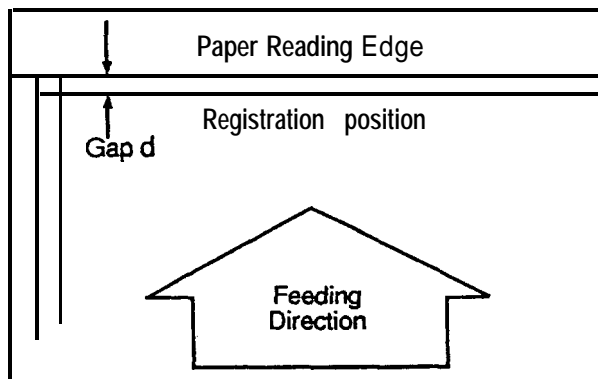 Paper Reading Edge
Registration position
Gap d
Feeding
Direction